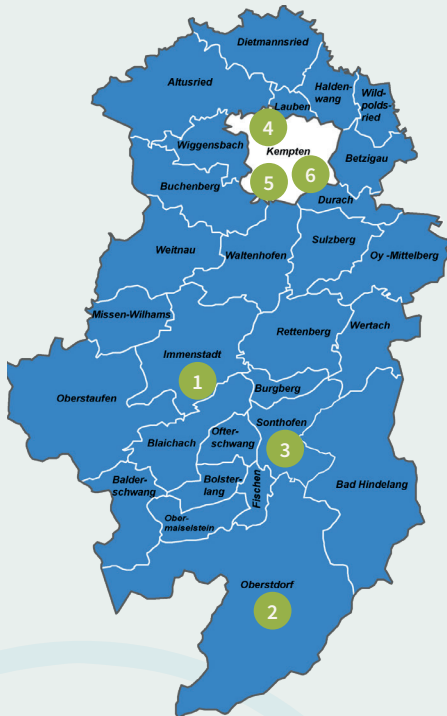 Dietmannsried
Altusried
Halden-
wang
Wild-
polds-
ried
Lauben
4
Wiggensbach
Kempten
Betzigau
5
6
Buchenberg
Durach
Sulzberg
Weitnau
Waltenhofen
Oy -Mittelberg
Missen-Wilhams
Rettenberg
Wertach
Immenstadt
1
Burgberg
Oberstaufen
Sonthofen
Ofter-
schwang
Blaichach
3
Balder-
schwang
Bolster-
lang
Fischen
Bad Hindelang
Ober-
maiselstein
Oberstdorf
2